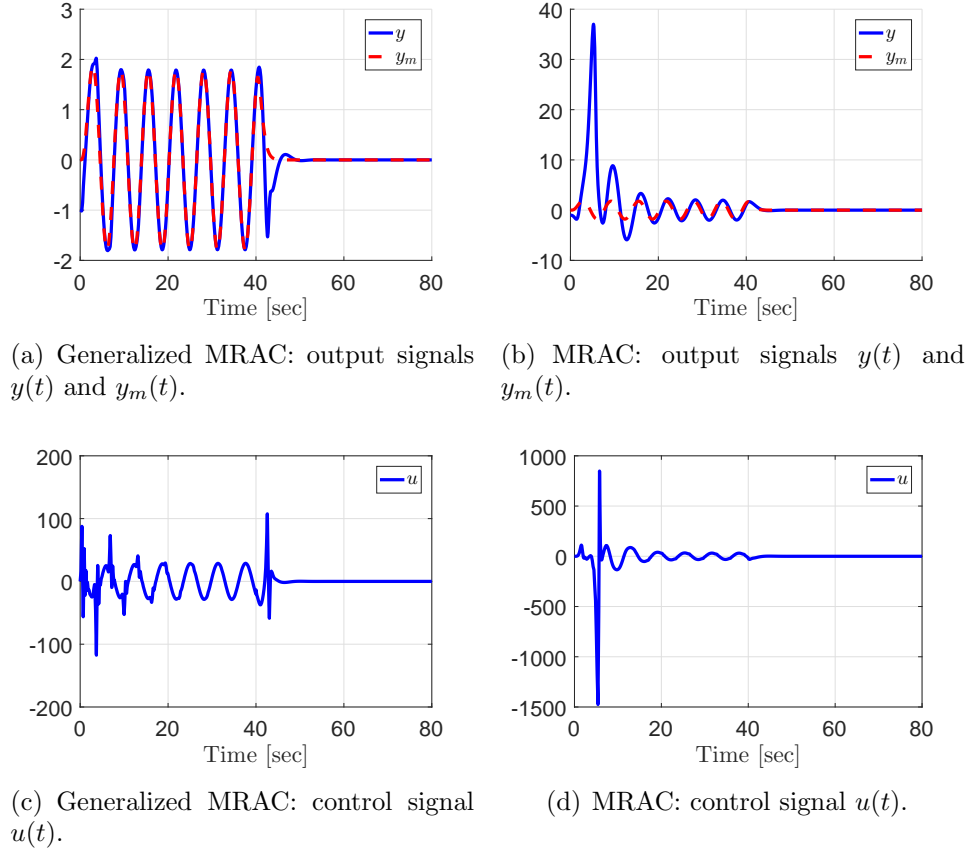 3
2
1
0
-1
-2
0 20 40 60 80
Time [sec]
y
y_m
40
30
20
10
0
-10
0 20 40 60 80
Time [sec]
y
y_m
(a) Generalized MRAC: output signals
y(t) and y_m(t).
(b) MRAC: output signals y(t) and
y_m(t).
200
100
0
-100
-200
0 20 40 60 80
Time [sec]
u
1000
500
0
-500
-1000
-1500
0 20 40 60 80
Time [sec]
u
(c) Generalized MRAC: control signal
u(t).
(d) MRAC: control signal u(t).